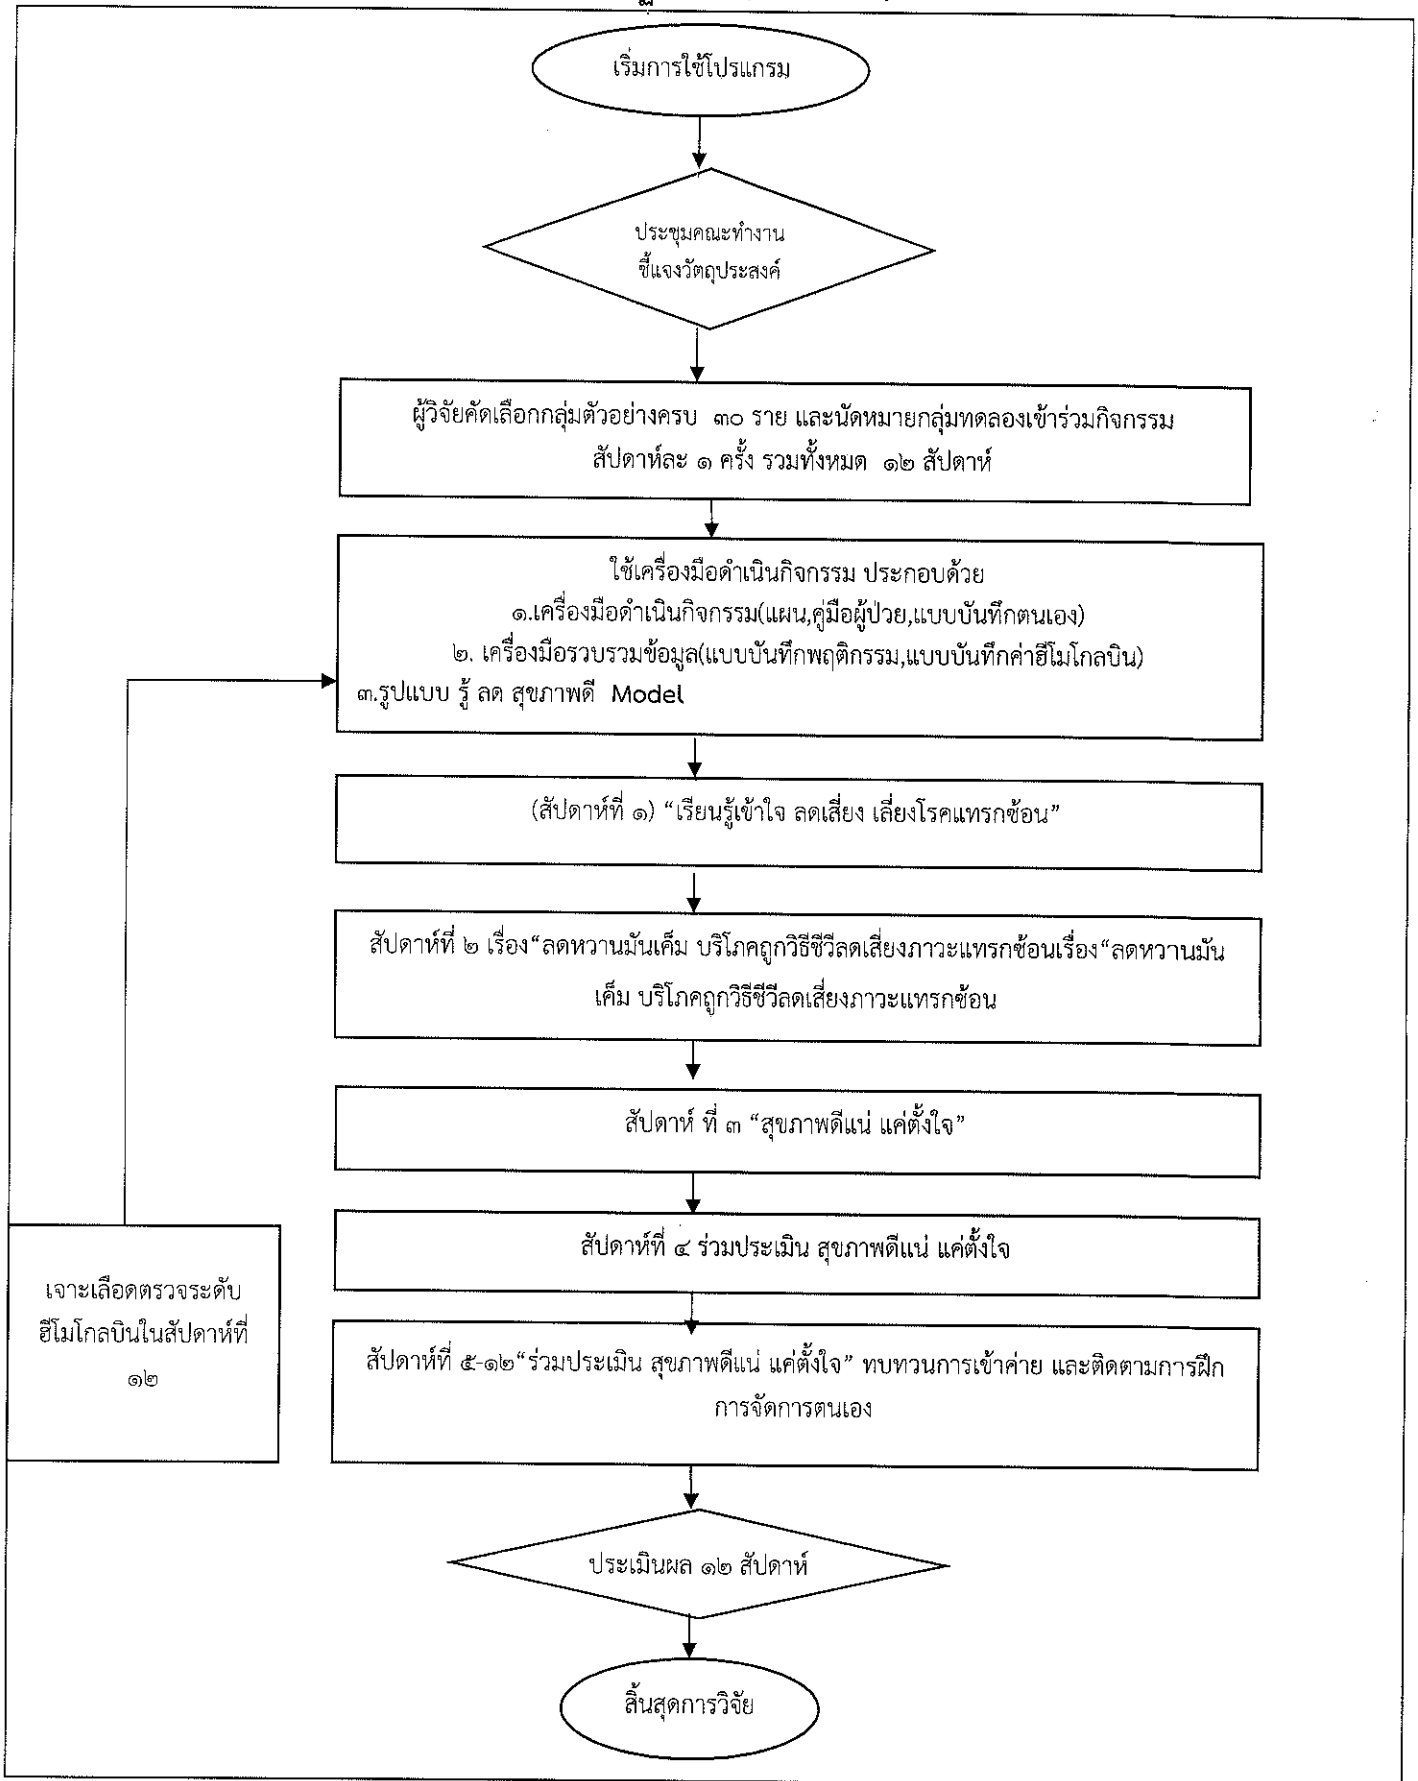 เริ่มการใช้โปรแกรม
ประชุมคณะทำงาน
ชี้แจงวัตถุประสงค์
ผู้วิจัยคัดเลือกกลุ่มตัวอย่างครบ ๓๐ ราย และนัดหมายกลุ่มทดลองเข้าร่วมกิจกรรม
สัปดาห์ละ ๑ ครั้ง รวมทั้งหมด ๑๒ สัปดาห์
ใช้เครื่องมือดำเนินกิจกรรม ประกอบด้วย
๑.เครื่องมือดำเนินกิจกรรม(แผน,คู่มือผู้ป่วย,แบบบันทึกตนเอง)
๒. เครื่องมือรวบรวมข้อมูล(แบบบันทึกพฤติกรรม,แบบบันทึกค่าฮีโมโกลบิน)
๓.รูปแบบ รู้ ลด สุขภาพดี Model
(สัปดาห์ที่ ๑) “เรียนรู้เข้าใจ ลดเสี่ยง เลี่ยงโรคแทรกซ้อน”
สัปดาห์ที่ ๒ เรื่อง“ลดหวานมันเค็ม บริโภคถูกวิธีชีวีลดเสี่ยงภาวะแทรกซ้อนเรื่อง“ลดหวานมัน
เค็ม บริโภคถูกวิธีชีวีลดเสี่ยงภาวะแทรกซ้อน
สัปดาห์ ที่ ๓ “สุขภาพดีแน่ แค่ตั้งใจ”
สัปดาห์ที่ ๔ ร่วมประเมิน สุขภาพดีแน่ แค่ตั้งใจ
เจาะเลือดตรวจระดับ
ฮีโมโกลบินในสัปดาห์ที่
๑๒
สัปดาห์ที่ ๕-๑๒“ร่วมประเมิน สุขภาพดีแน่ แค่ตั้งใจ” ทบทวนการเข้าค่าย และติดตามการฝึก
การจัดการตนเอง
ประเมินผล ๑๒ สัปดาห์
สิ้นสุดการวิจัย